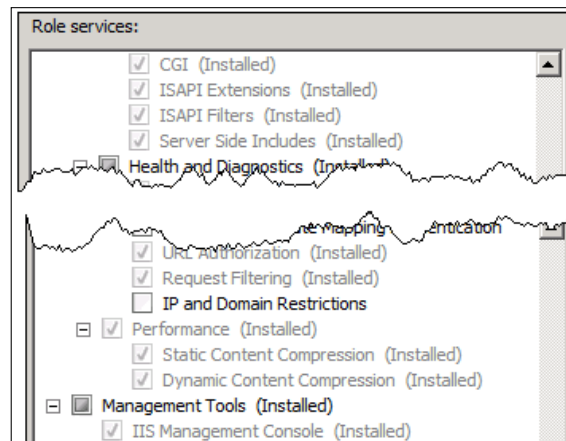 Role services:
CGI (Installed)
ISAPI Extensions (Installed)
ISAPI Filters (Installed)
Server Side Includes (Installed)
Health and Diagnostics (Installed)
Mapping
URL Authorization (Installed)
Request Filtering (Installed)
IP and Domain Restrictions
Performance (Installed)
Static Content Compression (Installed)
Dynamic Content Compression (Installed)
Management Tools (Installed)
IIS Management Console (Installed)